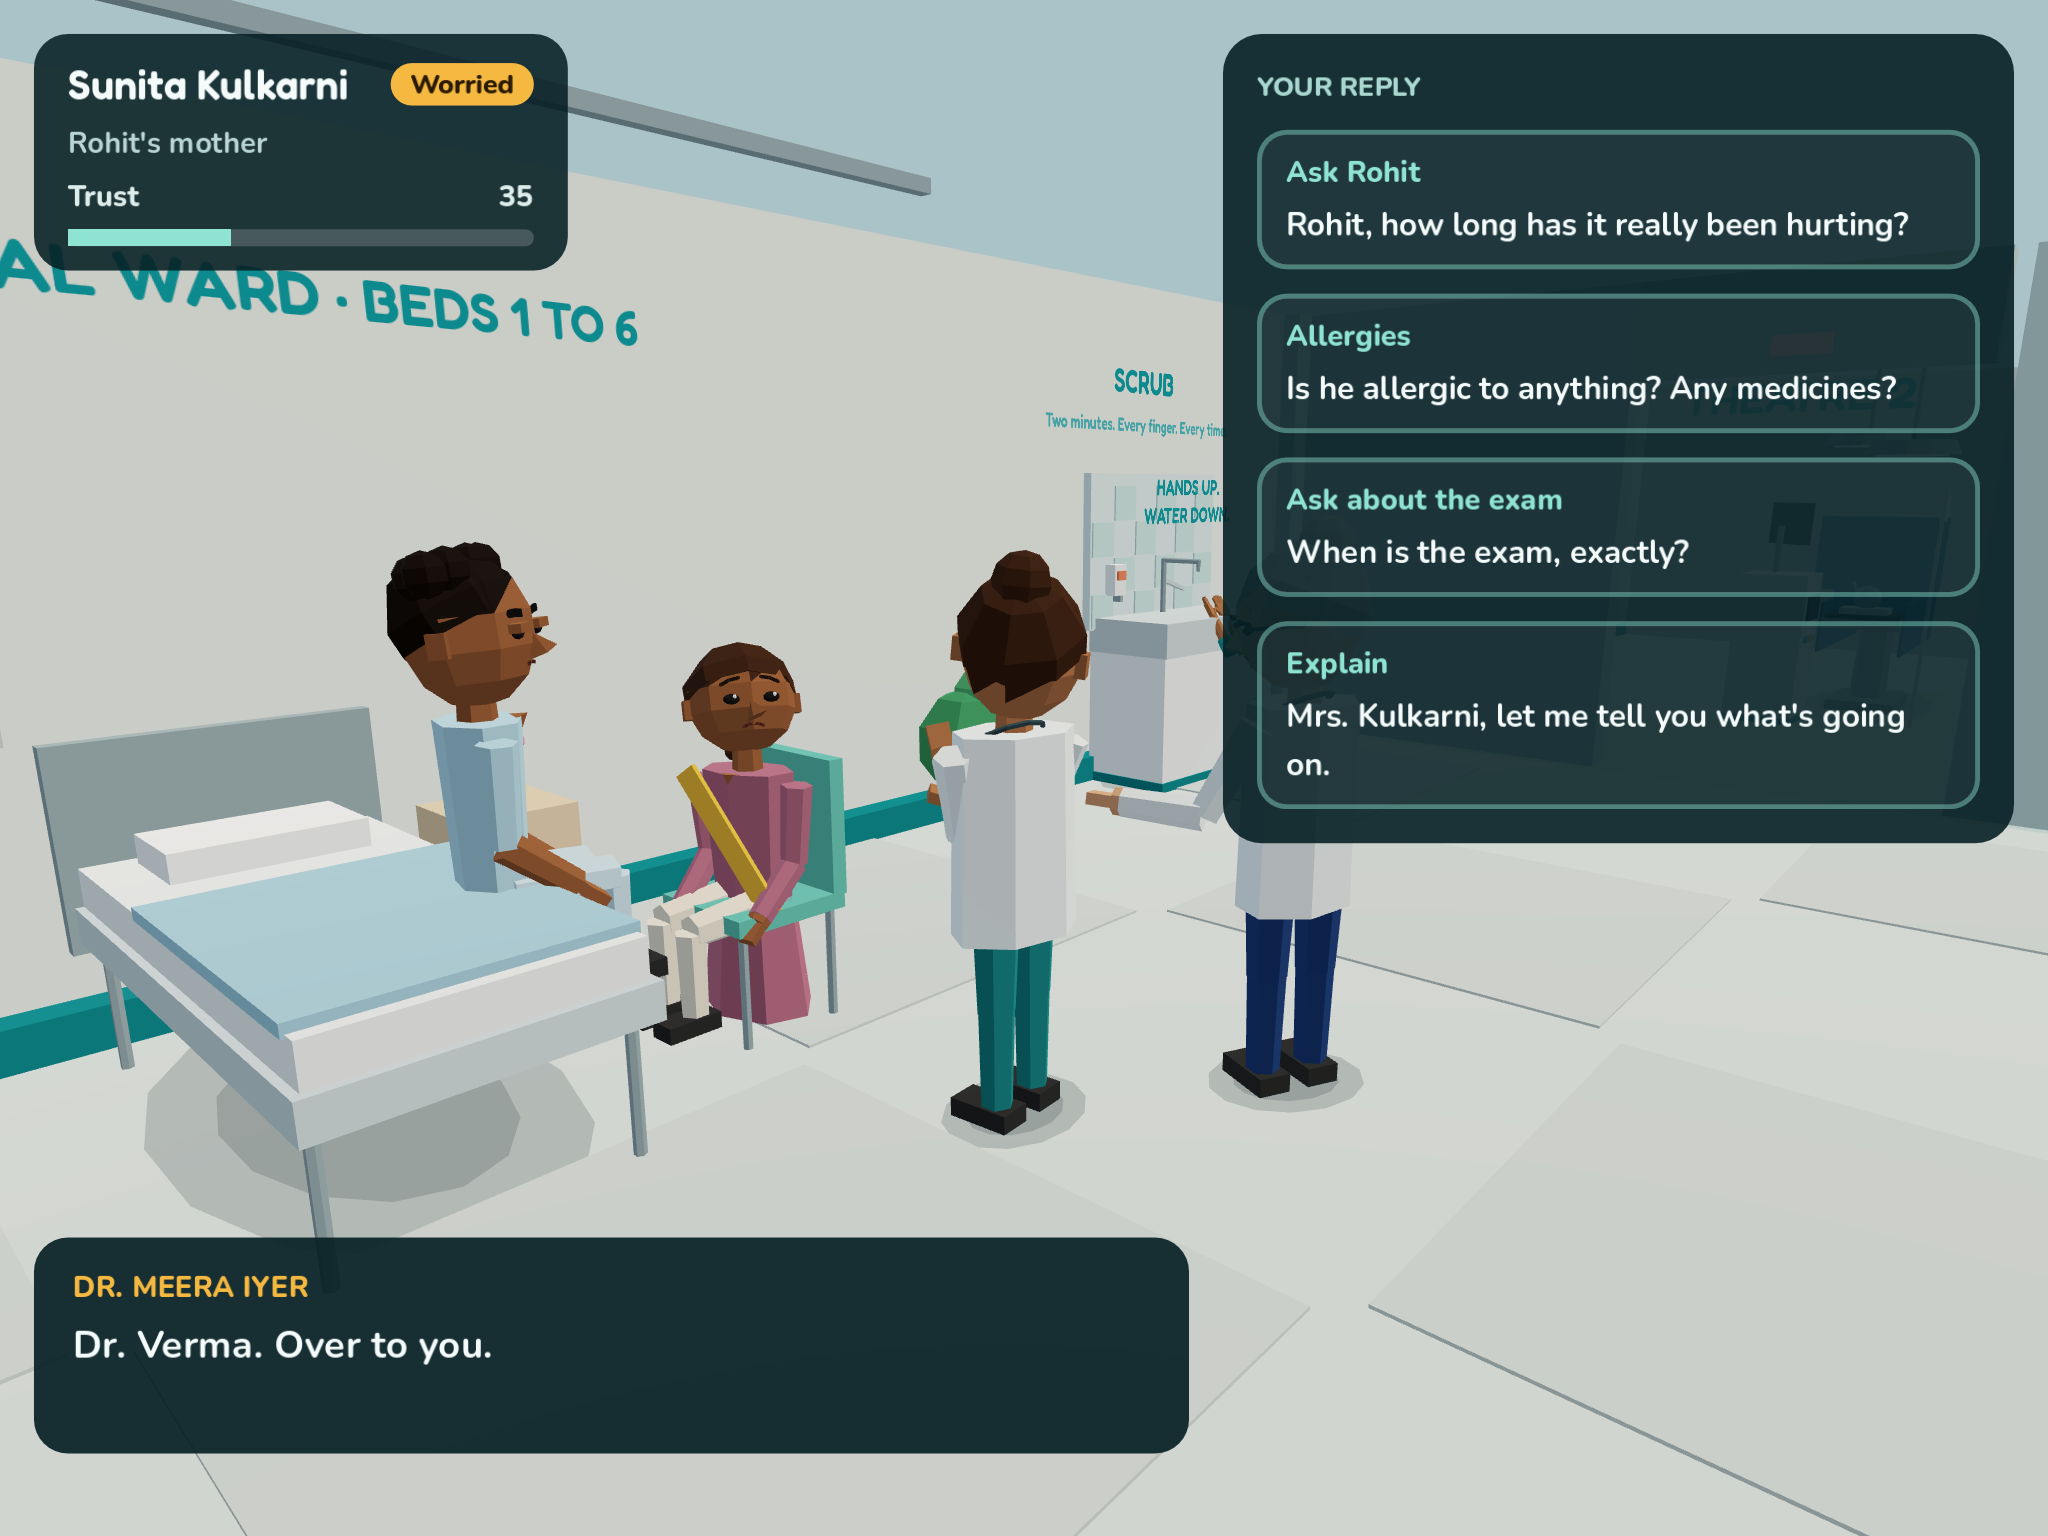 Sunita Kulkarni
Worried
Rohit's mother
Trust
35
AL WARD · BEDS 1 TO 6
SCRUB
Two minutes. Every finger. Every time
HANDS UP.
WATER DOWN
YOUR REPLY
Ask Rohit
Rohit, how long has it really been hurting?
Allergies
Is he allergic to anything? Any medicines?
Ask about the exam
When is the exam, exactly?
Explain
Mrs. Kulkarni, let me tell you what's going
on.
DR. MEERA IYER
Dr. Verma. Over to you.